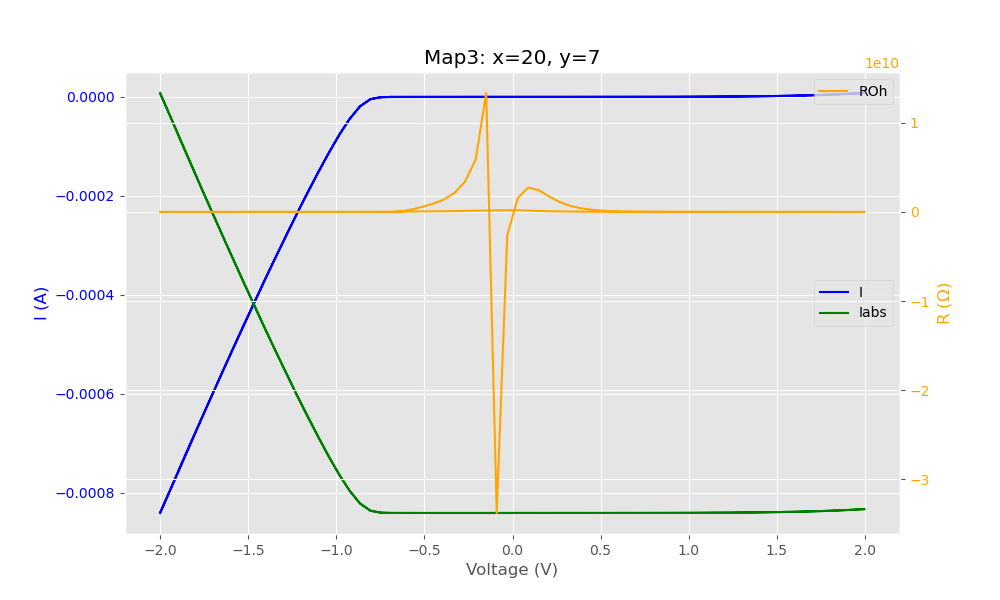 Map3: x=20, y=7
1e10
ROh
I
Iabs
I (A)
0.0000
−0.0002
−0.0004
−0.0006
−0.0008
R (Ω)
1
0
−1
−2
−3
−2.0 −1.5 −1.0 −0.5 0.0 0.5 1.0 1.5 2.0
Voltage (V)